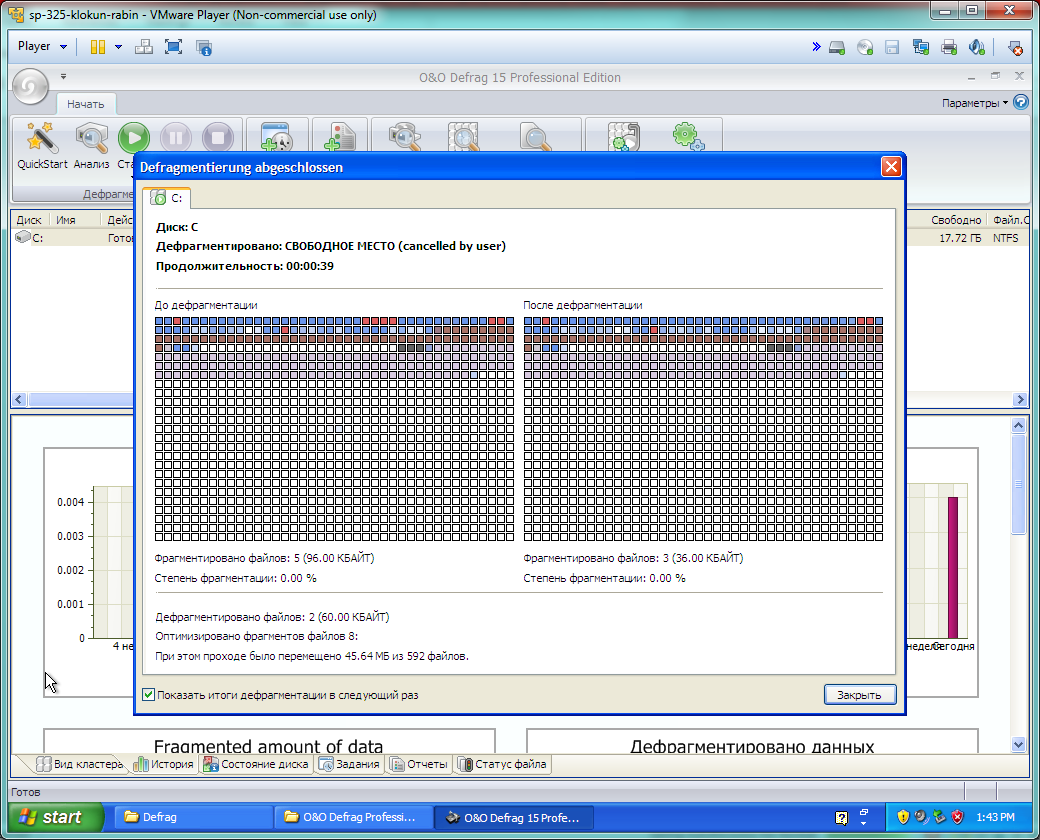 sp-325-klokun-rabin - VMware Player (Non-commercial use only)
Player
O&O Defrag 15 Professional Edition
Начать
Параметры
QuickStart Анализ Ста
Дефрагме
Диск Имя Дейс Свободно Файл.С
C: Гото 17.72 ГБ NTFS
Defragmentierung abgeschlossen
C:
Диск: C
Дефрагментировано: СВОБОДНОЕ МЕСТО (cancelled by user)
Продолжительность: 00:00:39
До дефрагментации
После дефрагментации
Фрагментировано файлов: 5 (96.00 КБАЙТ)
Степень фрагментации: 0.00 %
Фрагментировано файлов: 3 (36.00 КБАЙТ)
Степень фрагментации: 0.00 %
Дефрагментировано файлов: 2 (60.00 КБАЙТ)
Оптимизировано фрагментов файлов 8:
При этом проходе было перемещено 45.64 МБ из 592 файлов.
Показать итоги дефрагментации в следующий раз
Закрыть
0.004
0.003
0.002
0.001
0
4 не
Сегодня
Fragmented amount of data
Дефрагментировано данных
Вид кластера История Состояние диска Задания Отчеты Статус файла
Готов
start Defrag O&O Defrag Professi... O&O Defrag 15 Profe... 1:43 PM